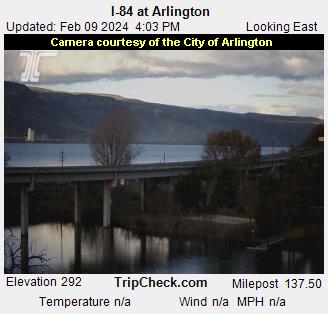 I-84 at Arlington
Updated: Feb 09 2024 4:03 PM Looking East
Camera courtesy of the City of Arlington
Elevation 292 TripCheck.com Milepost 137.50
Temperature n/a Wind n/a MPH n/a